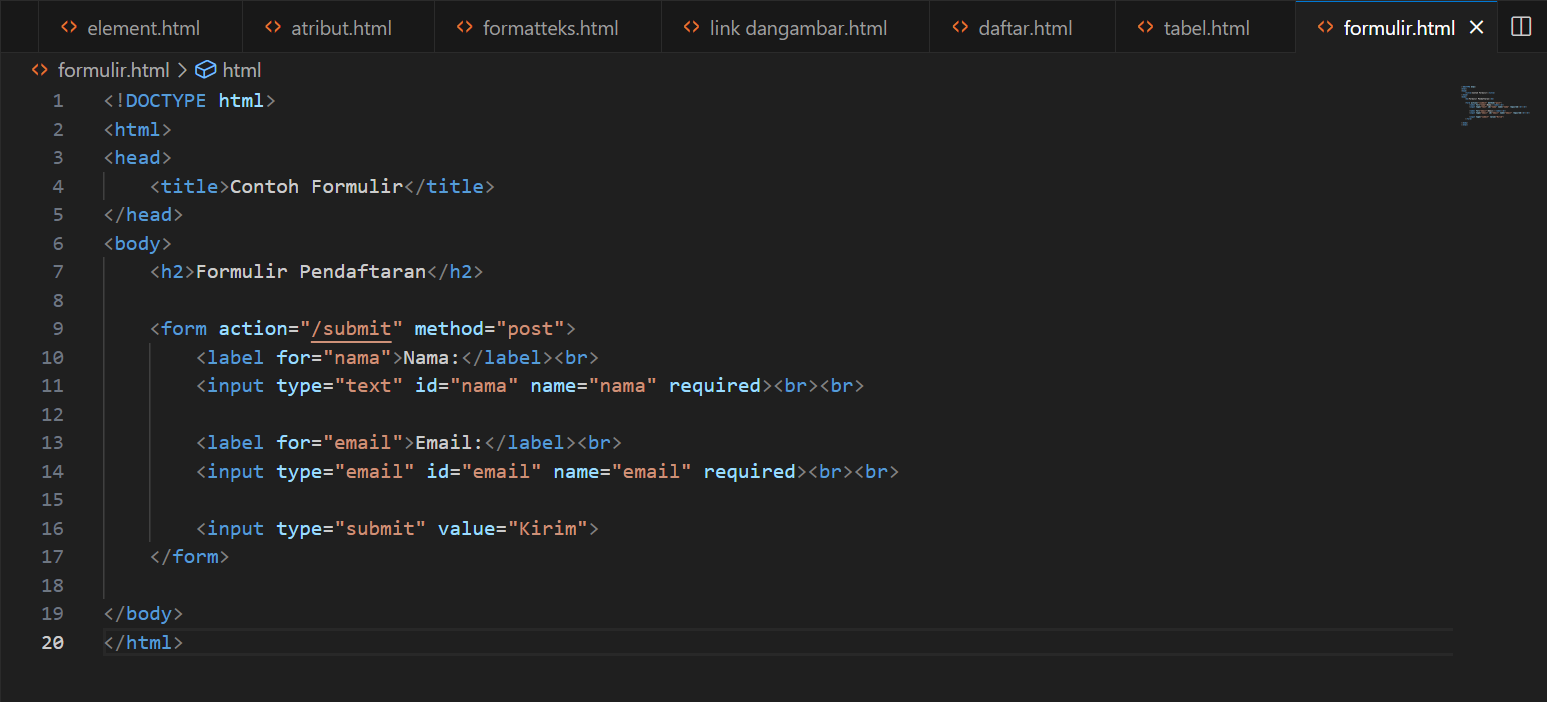 element.html atribut.html formatteks.html link dangambar.html daftar.html tabel.html formulir.html
formulir.html > html
1 <!DOCTYPE html>
2 <html>
3 <head>
4     <title>Contoh Formulir</title>
5 </head>
6 <body>
7     <h2>Formulir Pendaftaran</h2>
8
9     <form action="/submit" method="post">
10         <label for="nama">Nama:</label><br>
11         <input type="text" id="nama" name="nama" required><br><br>
12
13         <label for="email">Email:</label><br>
14         <input type="email" id="email" name="email" required><br><br>
15
16         <input type="submit" value="Kirim">
17     </form>
18
19 </body>
20 </html>